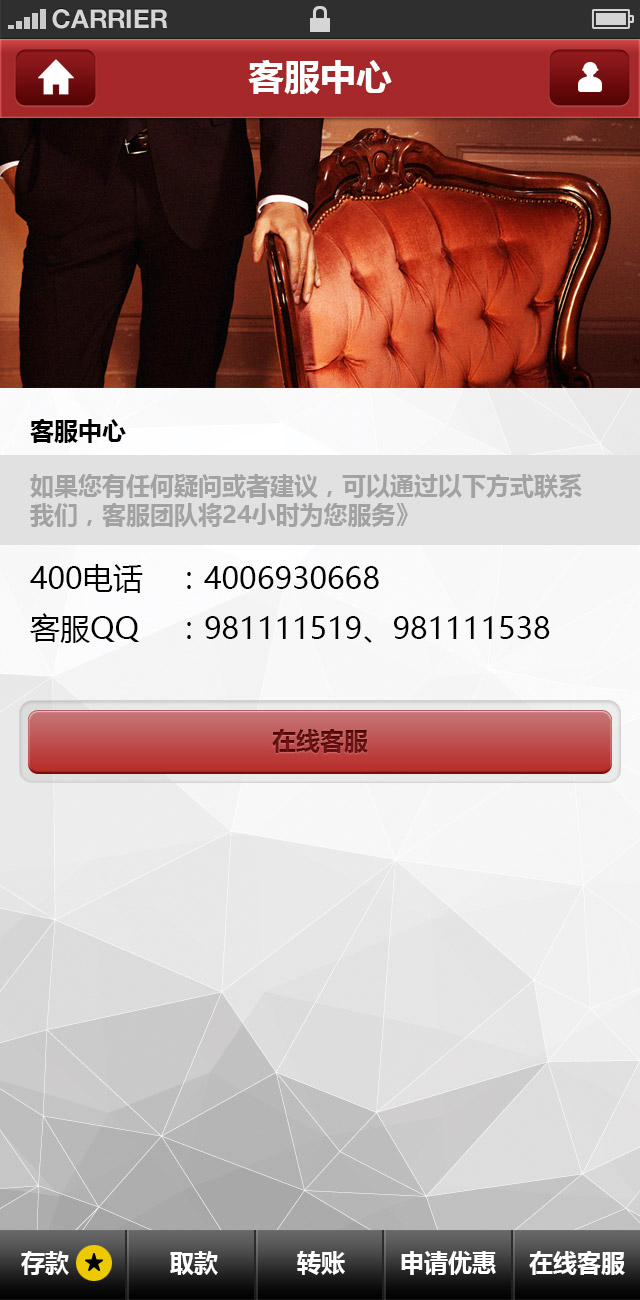 CARRIER
客服中心
客服中心
如果您有任何疑问或者建议，可以通过以下方式联系
我们，客服团队将24小时为您服务》
400电话 ：4006930668
客服QQ ：981111519、981111538
在线客服
存款 取款 转账 申请优惠 在线客服